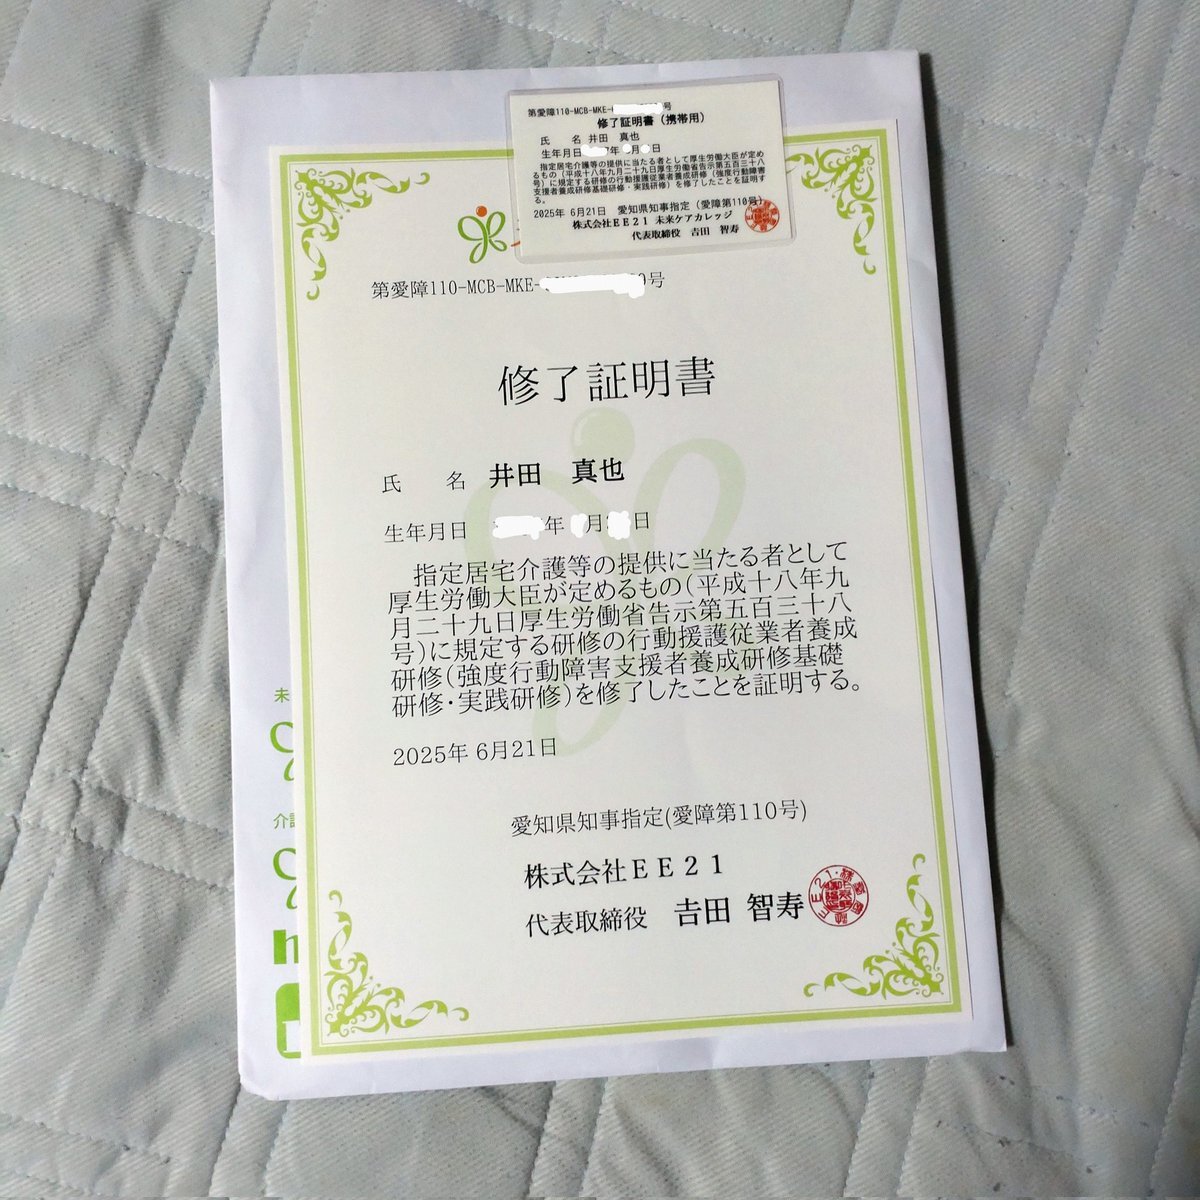 第愛障110-MCB-MKE-
号
修了証明書（携帯用）
氏 名 井田 真也
生年月日 年 月 日
指定居宅介護等の提供に当たる者として厚生労働大臣が定め
るもの（平成十八年九月二十九日厚生労働省告示第五百三十八
号）に規定する研修の行動援護従業者養成研修（強度行動障害
支援者養成研修基礎研修・実践研修）を修了したことを証明す
る。
2025年 6月21日 愛知県知事指定（愛障第110号）
株式会社ＥＥ２１ 未来ケアカレッジ
代表取締役 吉田 智寿
第愛障110-MCB-MKE-
0号
修了証明書
氏 名 井田 真也
生年月日 年 月 日
指定居宅介護等の提供に当たる者として
厚生労働大臣が定めるもの(平成十八年九
月二十九日厚生労働省告示第五百三十八
号)に規定する研修の行動援護従業者養成
研修(強度行動障害支援者養成研修基礎
研修・実践研修)を修了したことを証明する。
2025年 6月21日
愛知県知事指定(愛障第110号)
株式会社ＥＥ２１
代表取締役 吉田 智寿
未